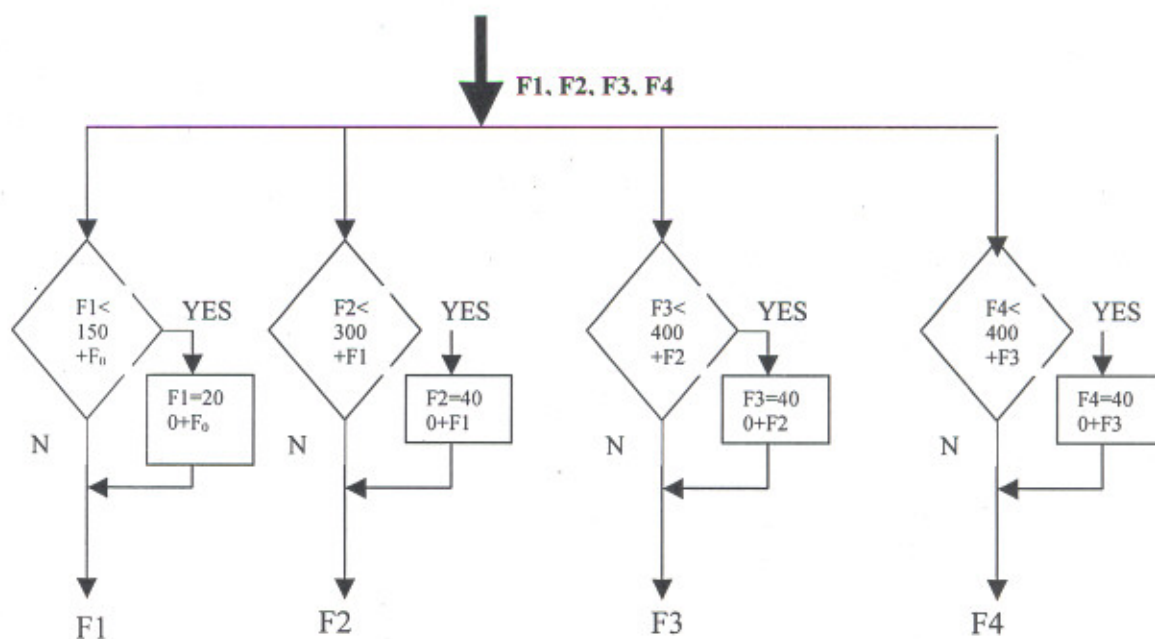 F1, F2, F3, F4
F1<
150
+F₀
YES
F1=20
0+F₀
N
F2<
300
+F1
YES
F2=40
0+F1
N
F3<
400
+F2
YES
F3=40
0+F2
N
F4<
400
+F3
YES
F4=40
0+F3
N
F1
F2
F3
F4